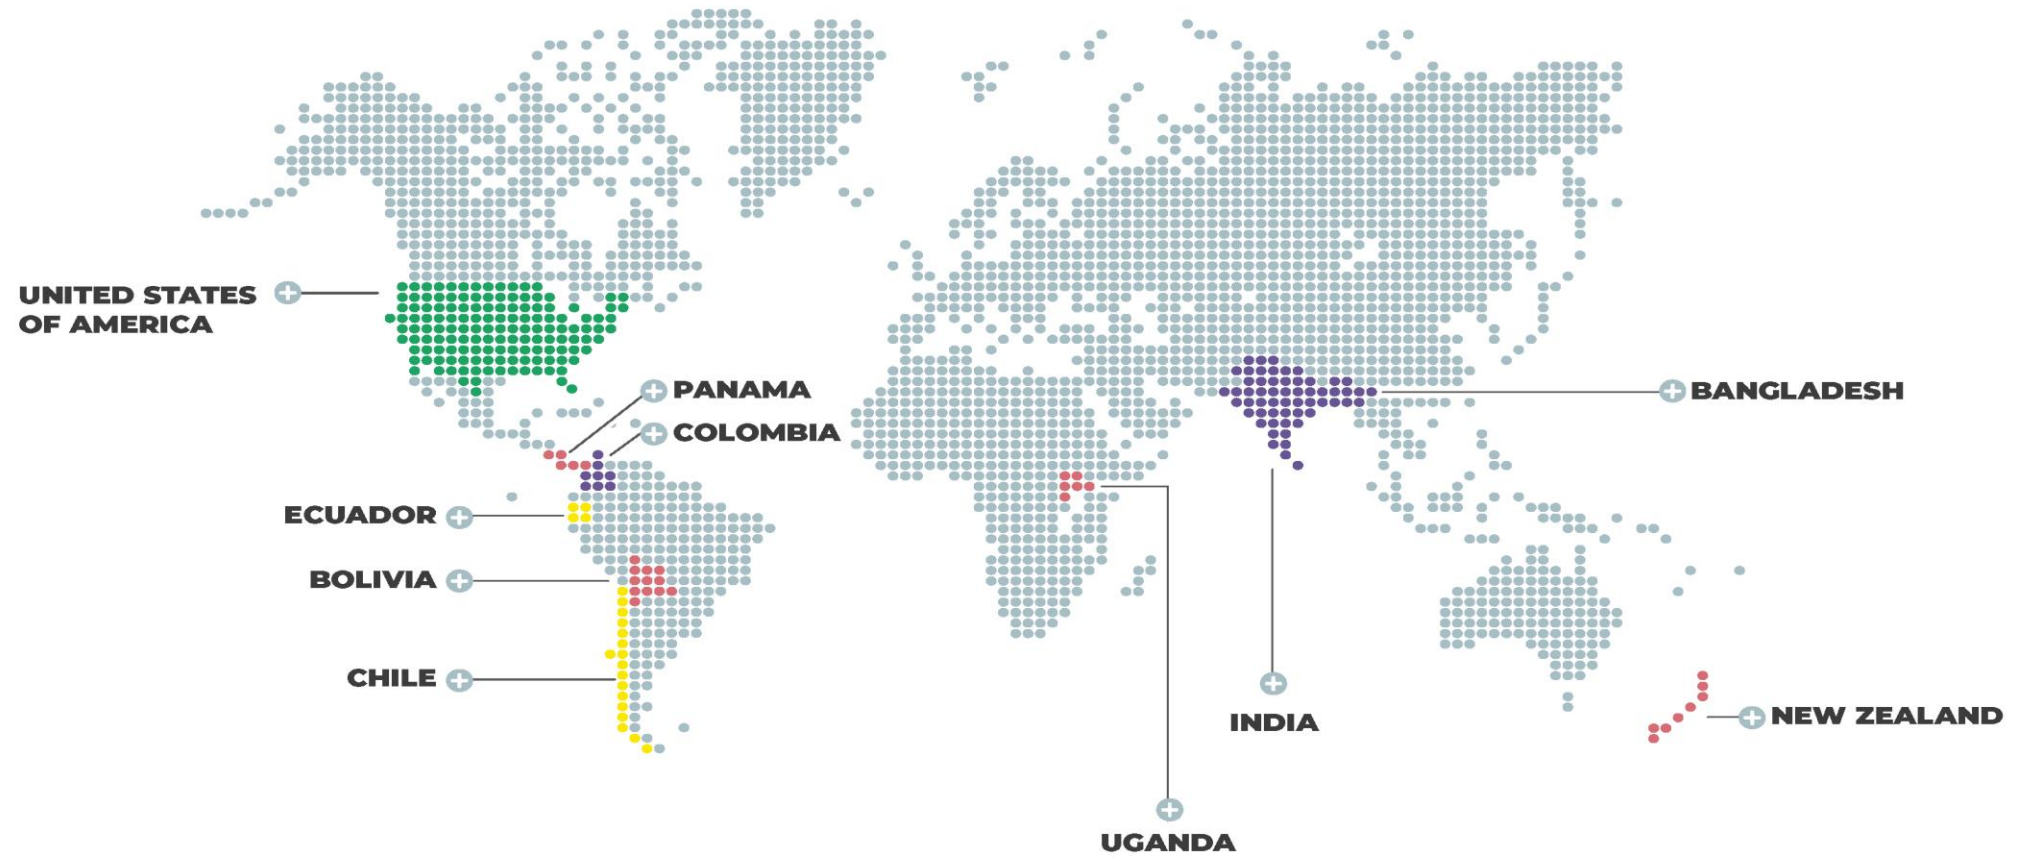 UNITED STATES
OF AMERICA
PANAMA
BANGLADESH
COLOMBIA
ECUADOR
BOLIVIA
CHILE
INDIA
NEW ZEALAND
UGANDA